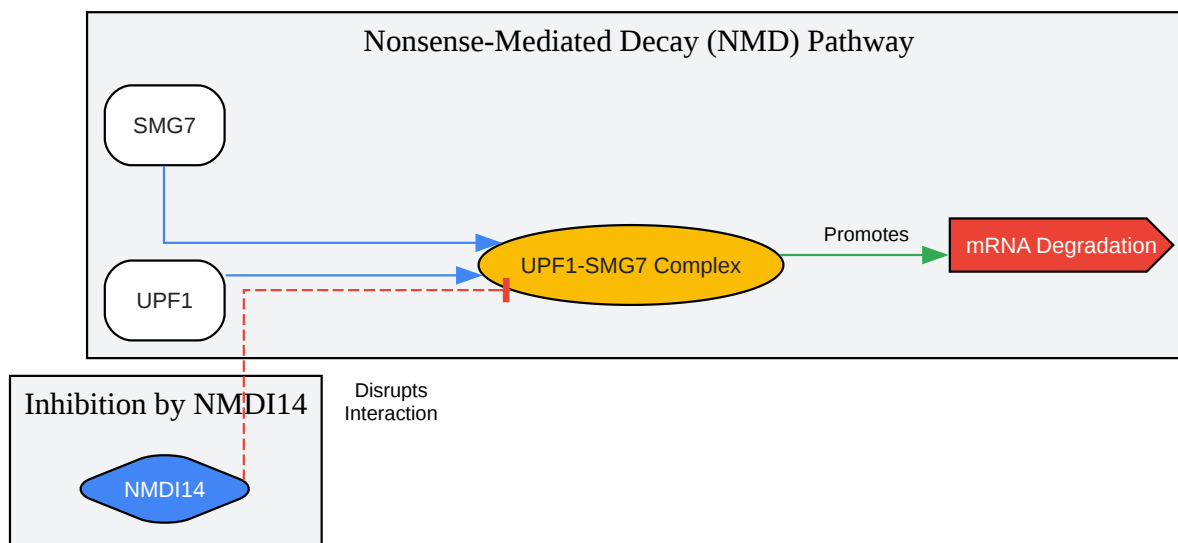 Nonsense-Mediated Decay (NMD) Pathway
SMG7
UPF1
UPF1-SMG7 Complex
Promotes
mRNA Degradation
Inhibition by NMDI14
Disrupts
Interaction
NMDI14